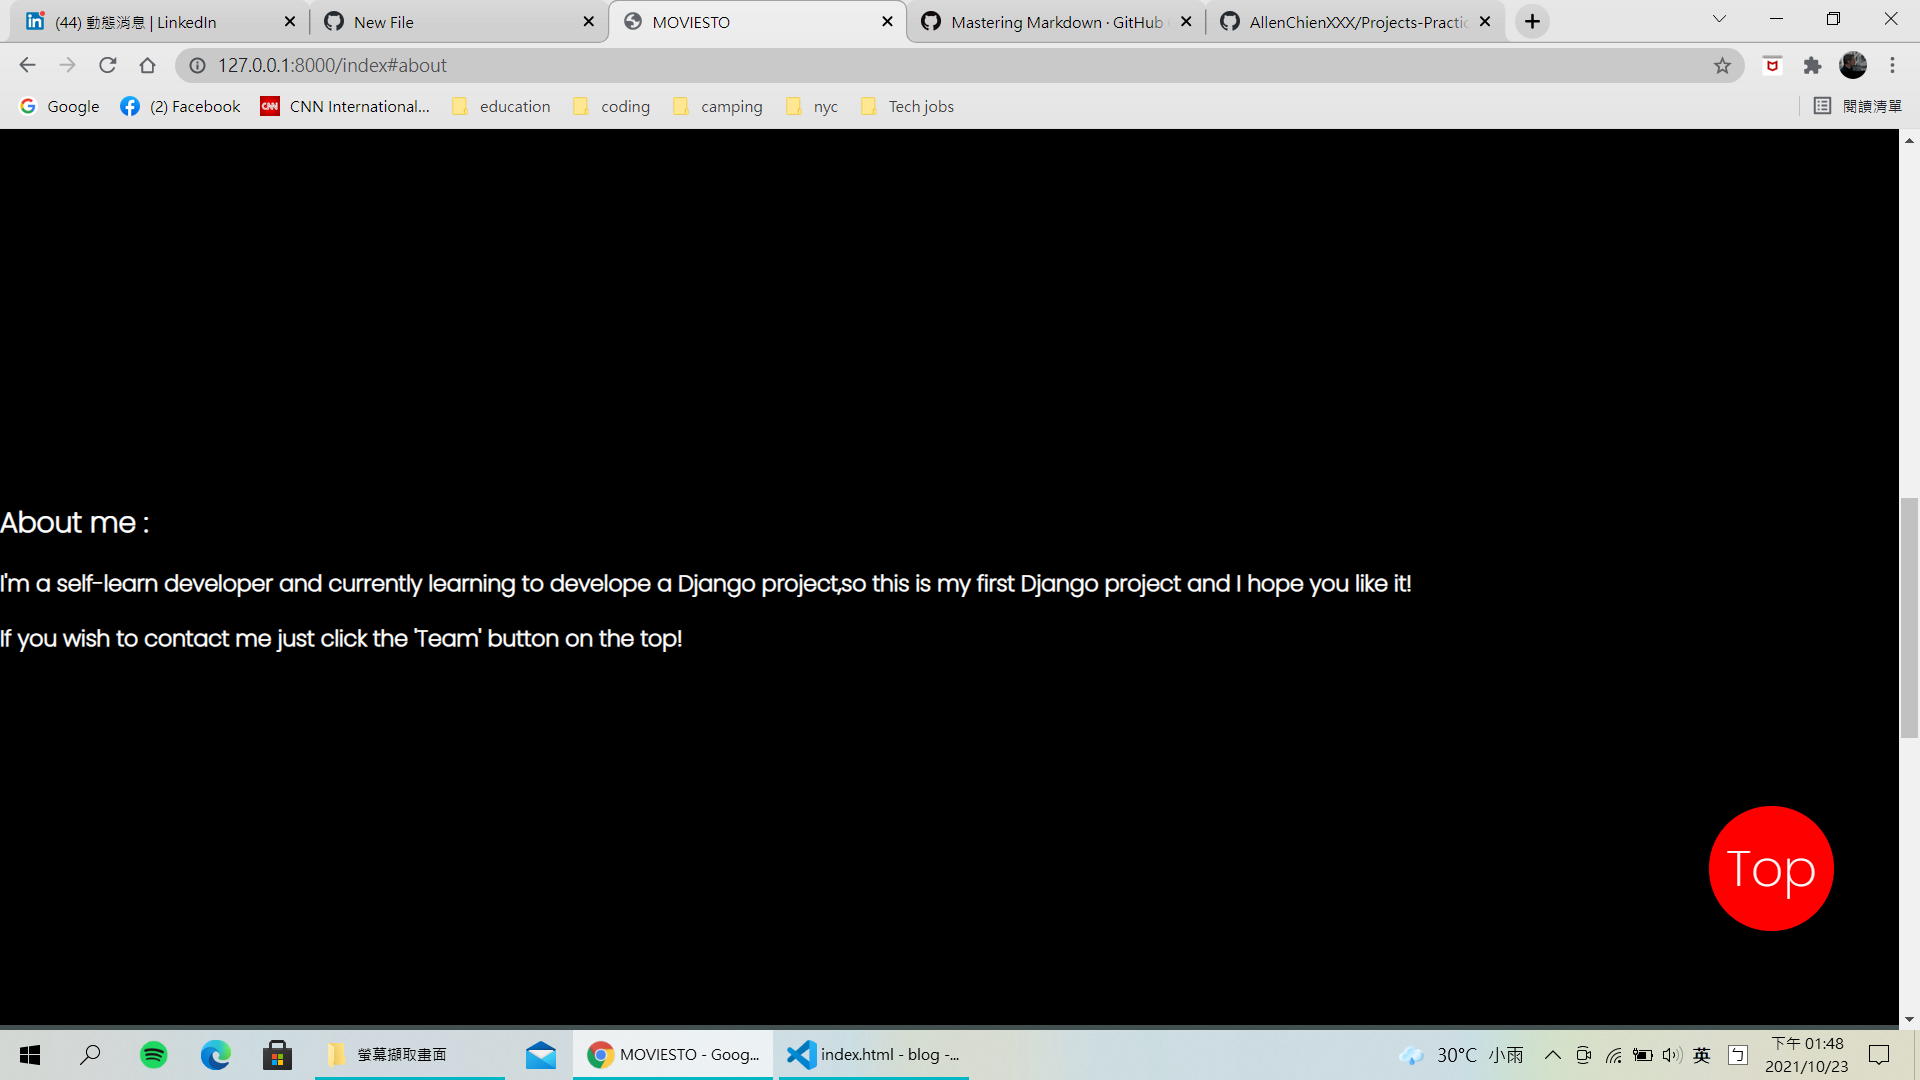 (44) 動態消息 | LinkedIn
New File
MOVIESTO
Mastering Markdown · GitHub
AllenChienXXX/Projects-Practic
127.0.0.1:8000/index#about
Google
(2) Facebook
CNN
CNN International...
education
coding
camping
nyc
Tech jobs
閱讀清單
About me :
I'm a self-learn developer and currently learning to develope a Django project,so this is my first Django project and I hope you like it!
If you wish to contact me just click the 'Team' button on the top!
Top
螢幕擷取畫面
MOVIESTO - Goog...
index.html - blog -...
30°C 小雨
英
ㄅ
下午 01:48
2021/10/23